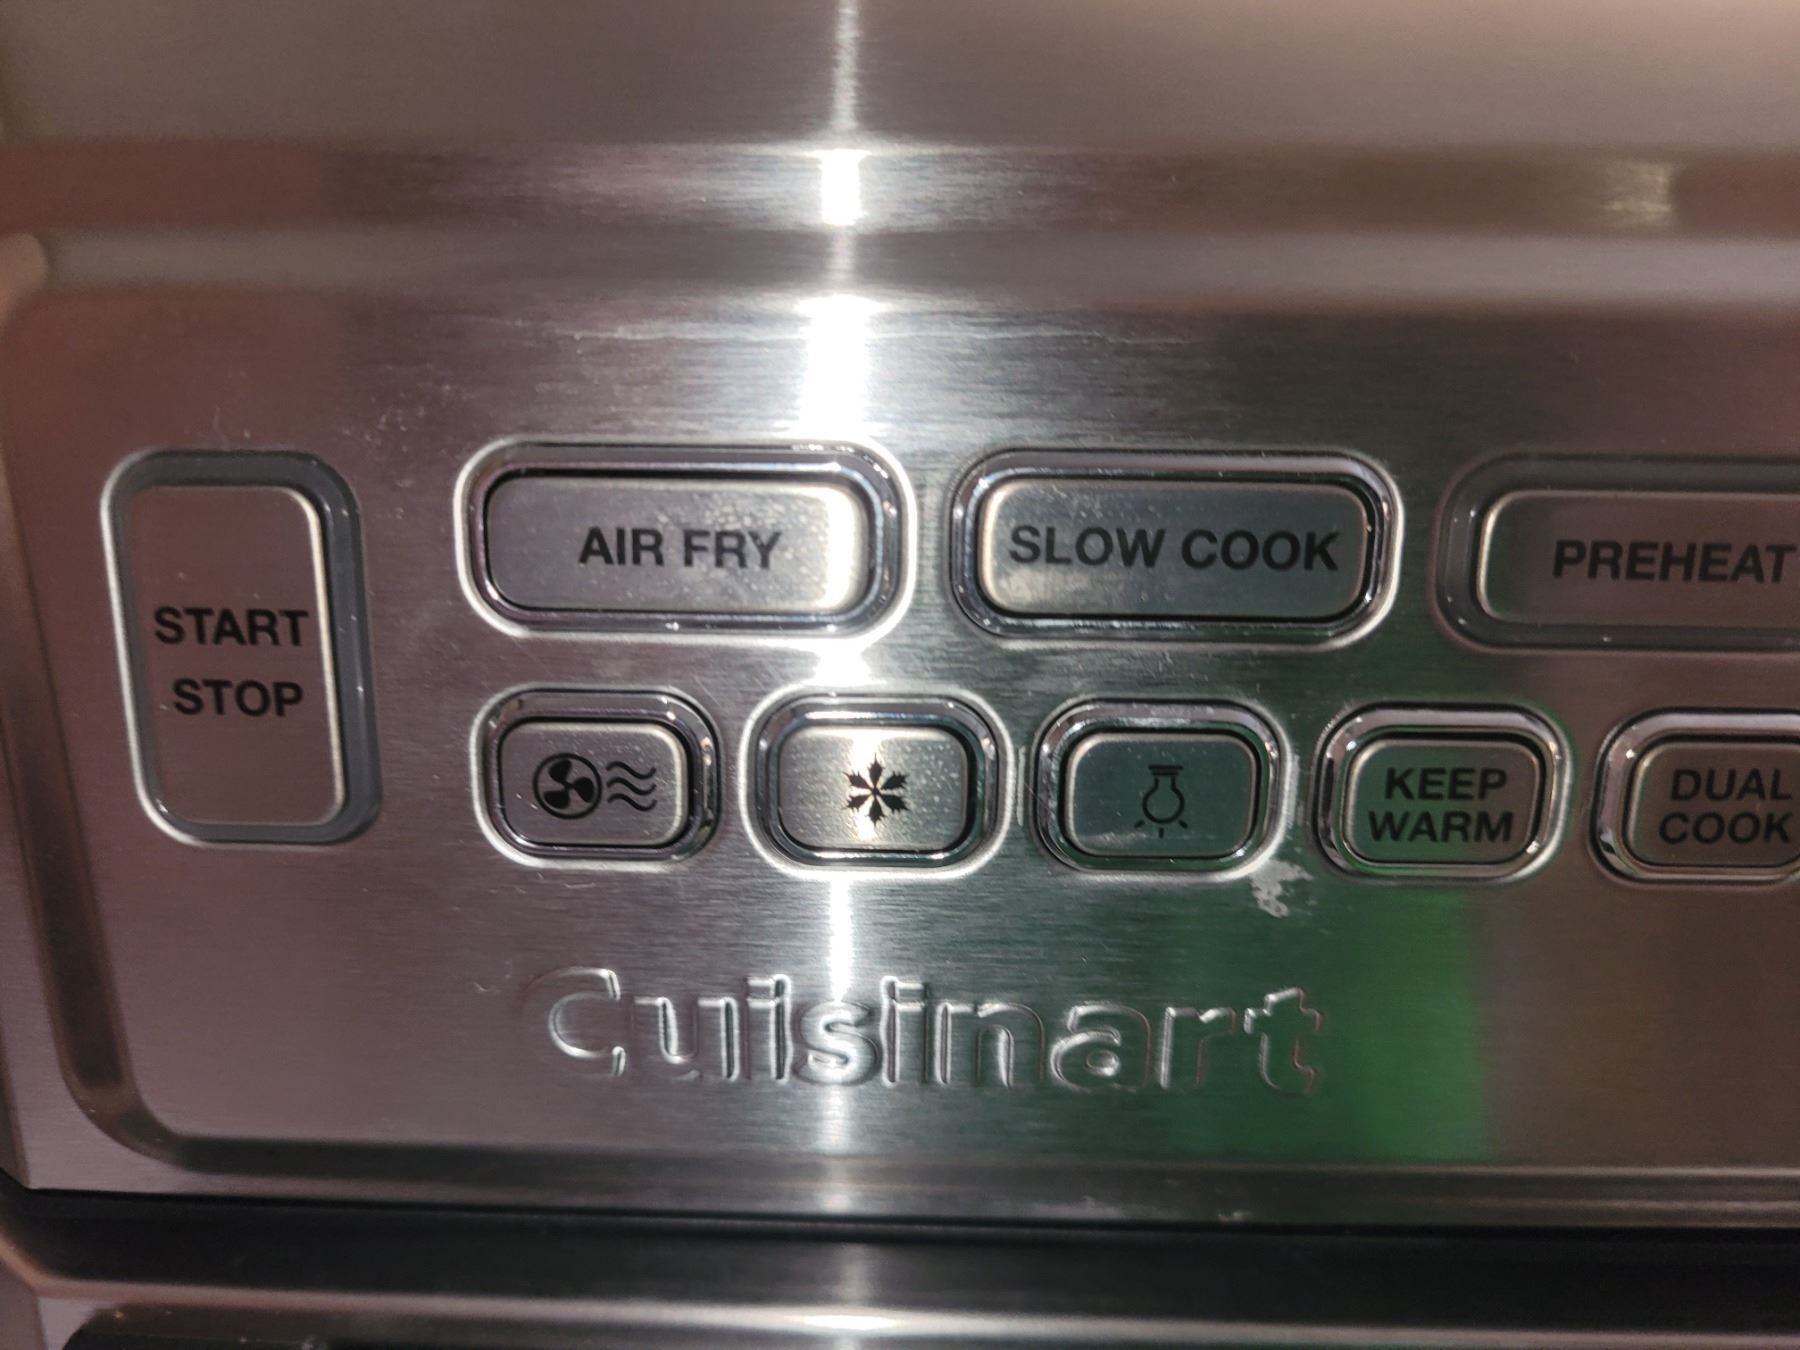 START
STOP
AIR FRY
SLOW COOK
PREHEAT
KEEP
WARM
DUAL
COOK
Cuisinart